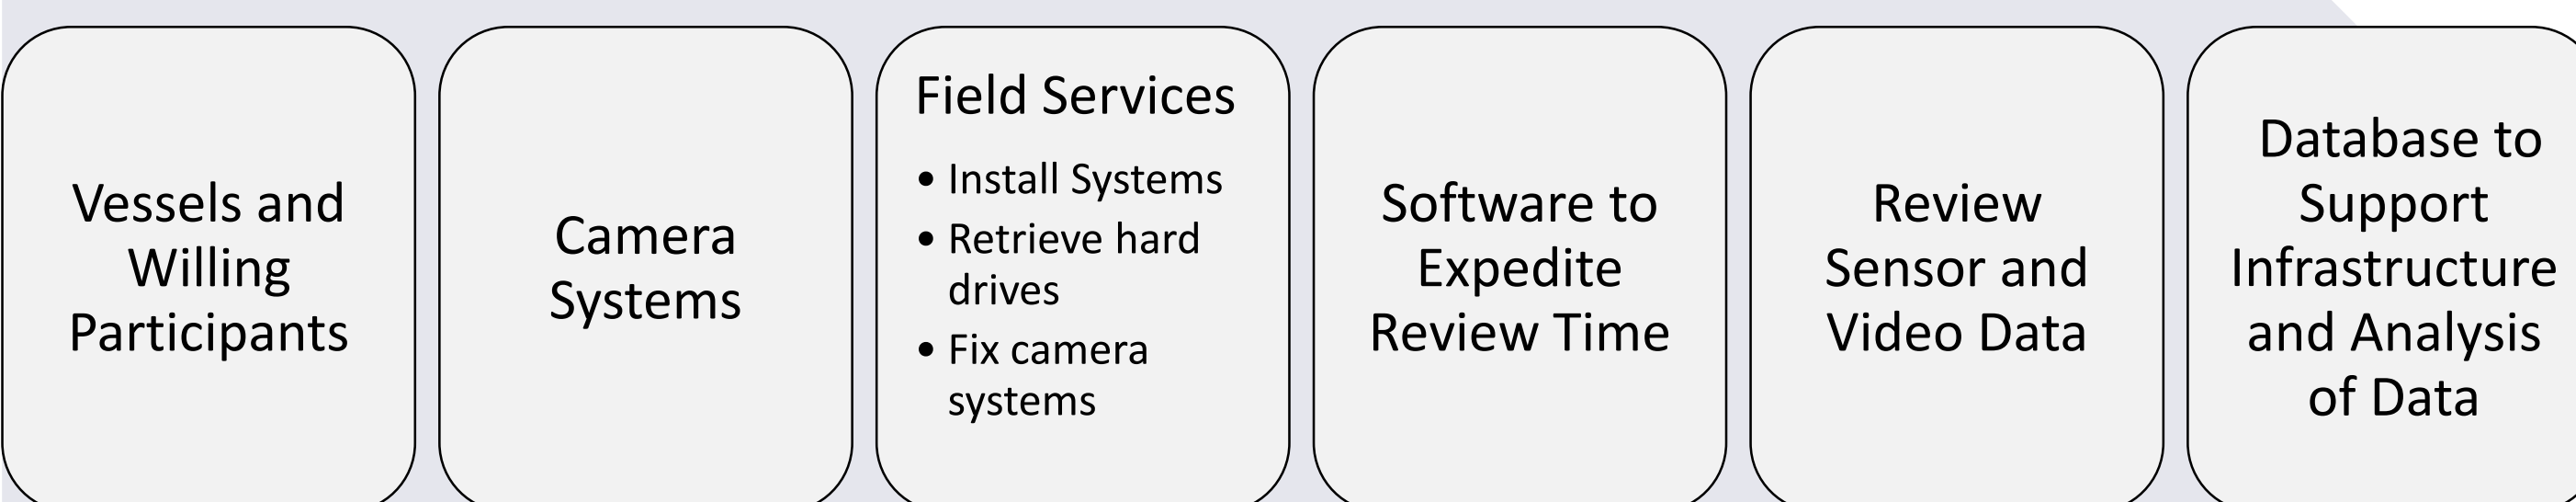 Vessels and
Willing
Participants
Camera
Systems
Field Services
• Install Systems
• Retrieve hard
drives
• Fix camera
systems
Software to
Expedite
Review Time
Review
Sensor and
Video Data
Database to
Support
Infrastructure
and Analysis
of Data